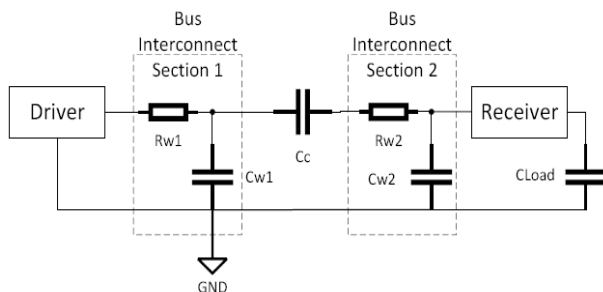 Bus
Interconnect
Section 1
Bus
Interconnect
Section 2
Driver
Rw1
Cc
Rw2
Receiver
Cw1
Cw2
CLoad
GND